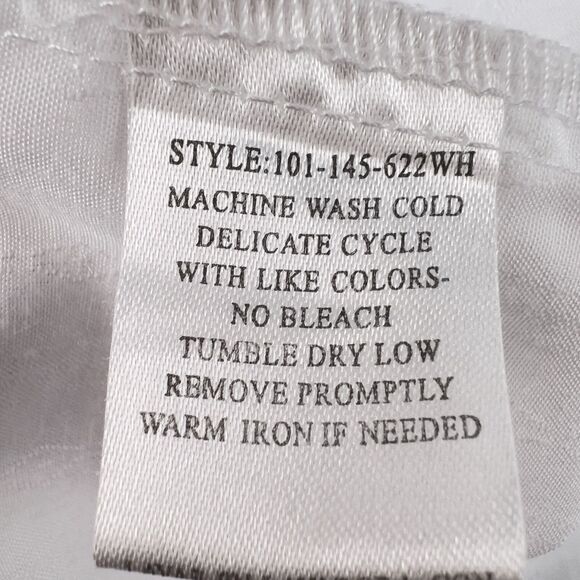 STYLE:101-145-622WH
MACHINE WASH COLD
DELICATE CYCLE
WITH LIKE COLORS-
NO BLEACH
TUMBLE DRY LOW
REMOVE PROMPTLY
WARM IRON IF NEEDED